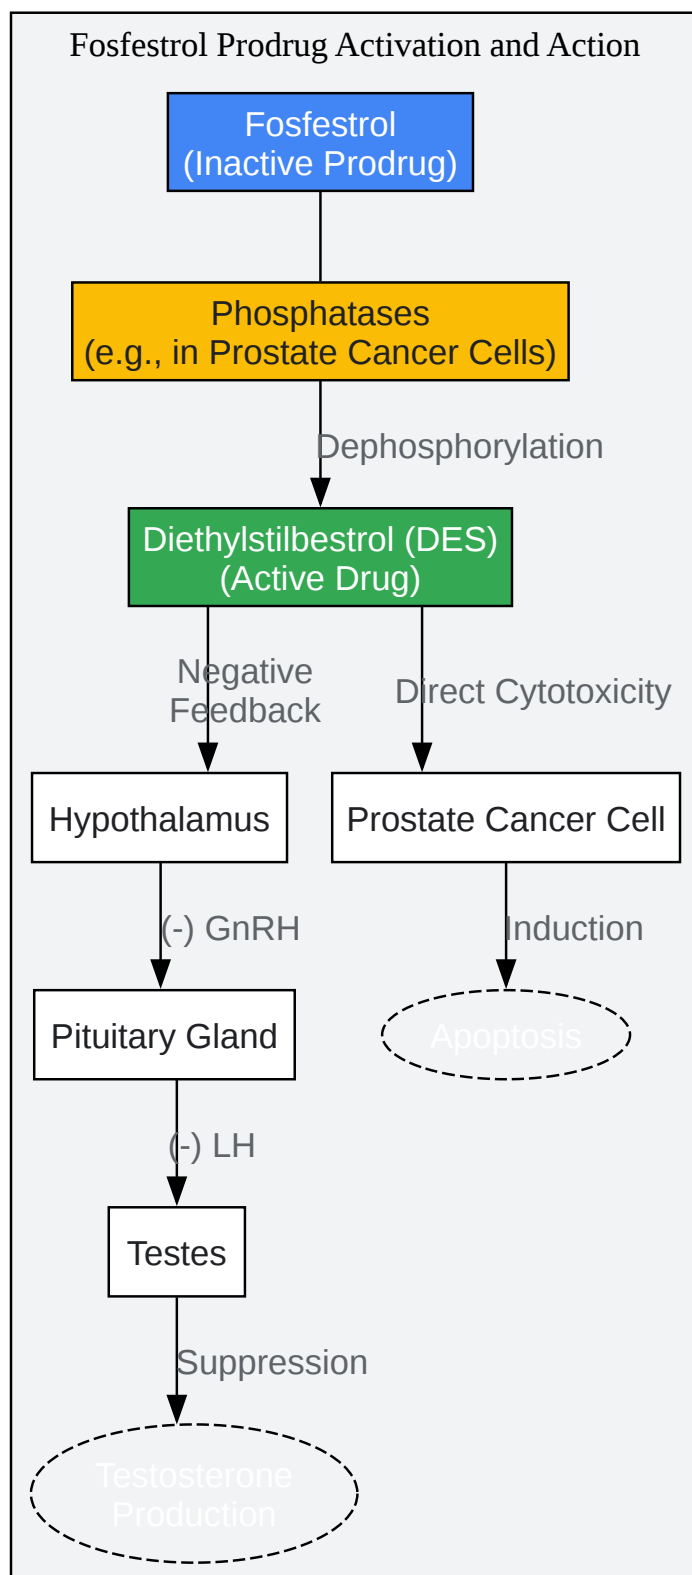 Fosfestrol Prodrug Activation and Action
Fosfestrol
(Inactive Prodrug)
Phosphatases
(e.g., in Prostate Cancer Cells)
Dephosphorylation
Diethylstilbestrol (DES)
(Active Drug)
Negative
Feedback
Direct Cytotoxicity
Hypothalamus
Prostate Cancer Cell
(-) GnRH
Induction
Pituitary Gland
Apoptosis
(-) LH
Testes
Suppression
Testosterone
Production